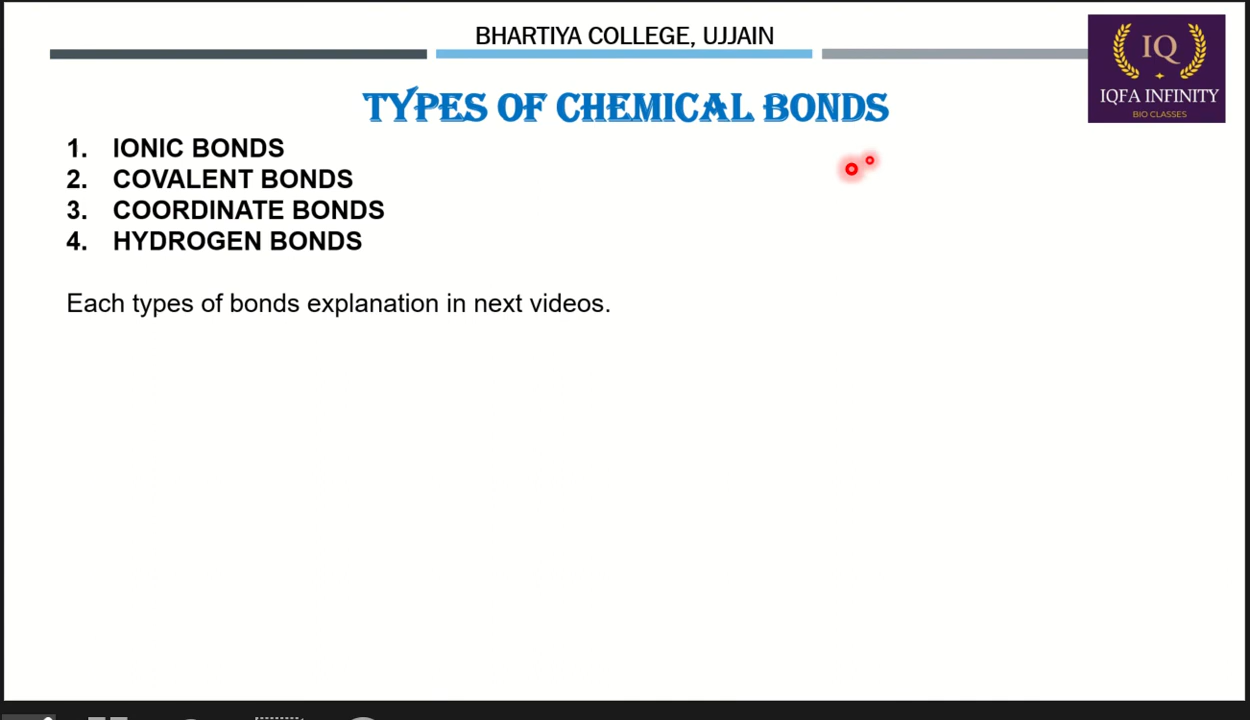 BHARTIYA COLLEGE, UJJAIN
IQ
IQFA INFINITY
BIO CLASSES
TYPES OF CHEMICAL BONDS
1. IONIC BONDS
2. COVALENT BONDS
3. COORDINATE BONDS
4. HYDROGEN BONDS
Each types of bonds explanation in next videos.